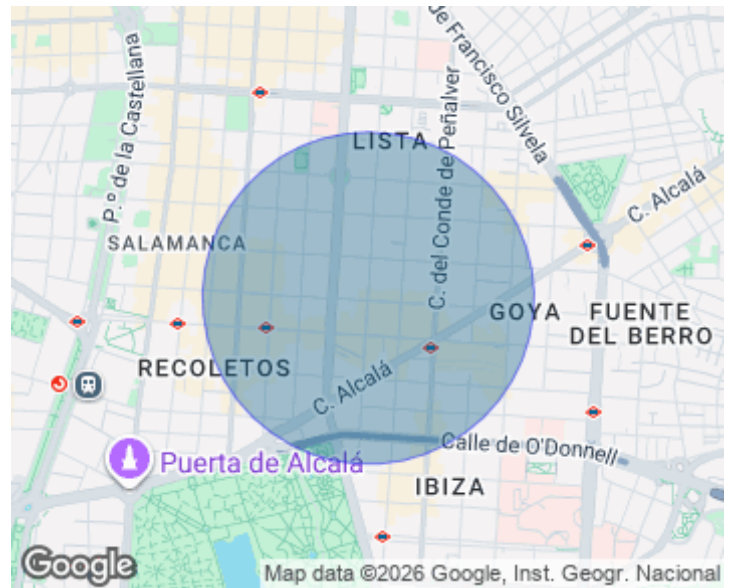 de Francisco Silvela
P.º de la Castellana
LISTA
C. del Conde de Peñalver
C. Alcalá
SALAMANCA
GOYA
FUENTE
DEL BERRO
RECOLETOS
C. Alcalá
Calle de O'Donnell
Puerta de Alcalá
IBIZA
Google
Map data ©2026 Google, Inst. Geogr. Nacional